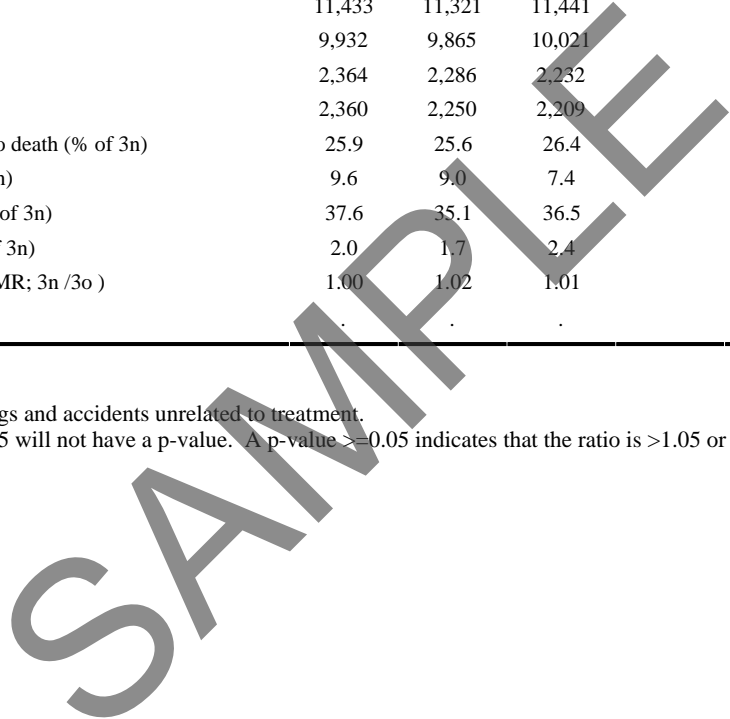 11,433 11,321 11,441
9,932 9,865 10,021
2,364 2,286 2,232
2,360 2,250 2,209
death (% of 3n) 25.9 25.6 26.4
9.6 9.0 7.4
of 3n) 37.6 35.1 36.5
3n) 2.0 1.7 2.4
MR; 3n /3o ) 1.00 1.02 1.01
. . .
gs and accidents unrelated to treatment.
5 will not have a p-value. A p-value >=0.05 indicates that the ratio is >1.05 or
SAMPLE